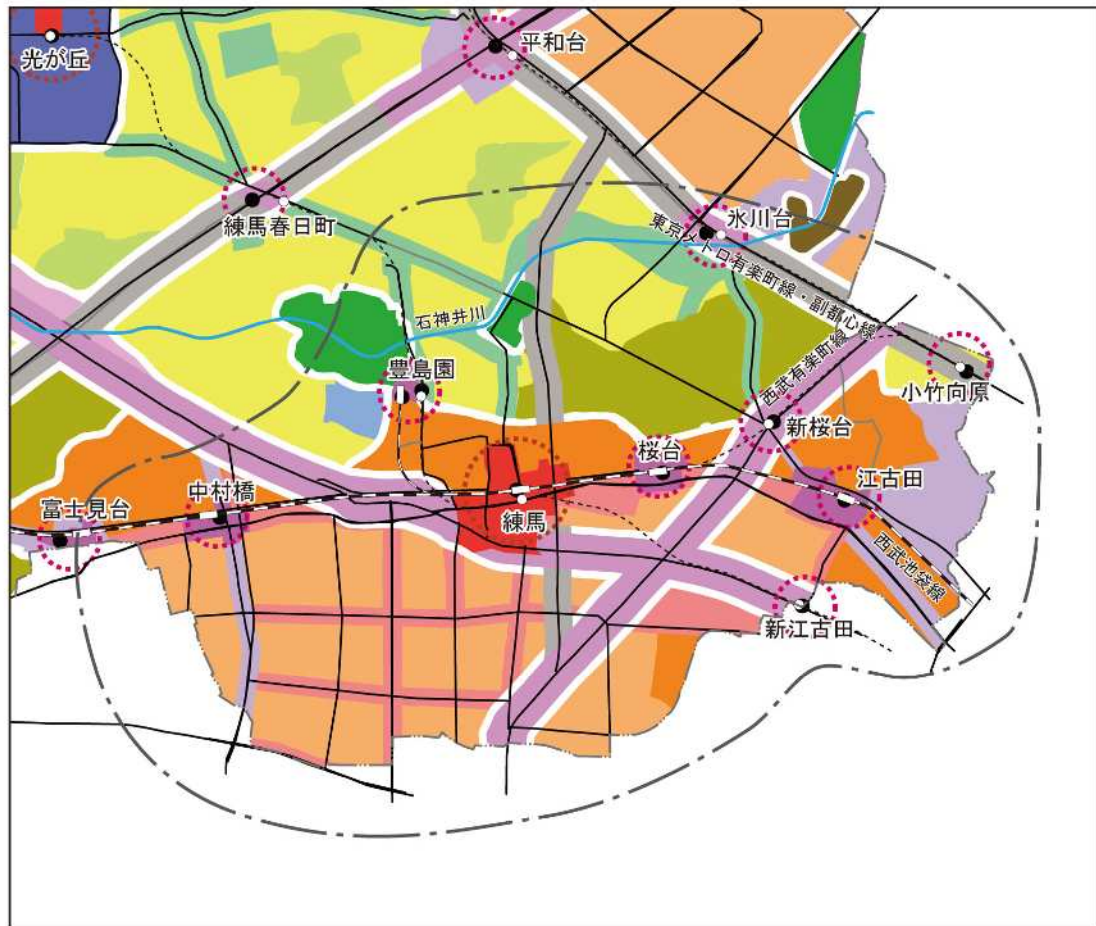 平和台
光が丘
練馬春日町
氷川台
東京メトロ有楽町線・副都心線
石神井川
西武有楽町線
豊島園
小竹向原
新桜台
桜台
江古田
中村橋
富士見台
練馬
西武池袋線
新江古田